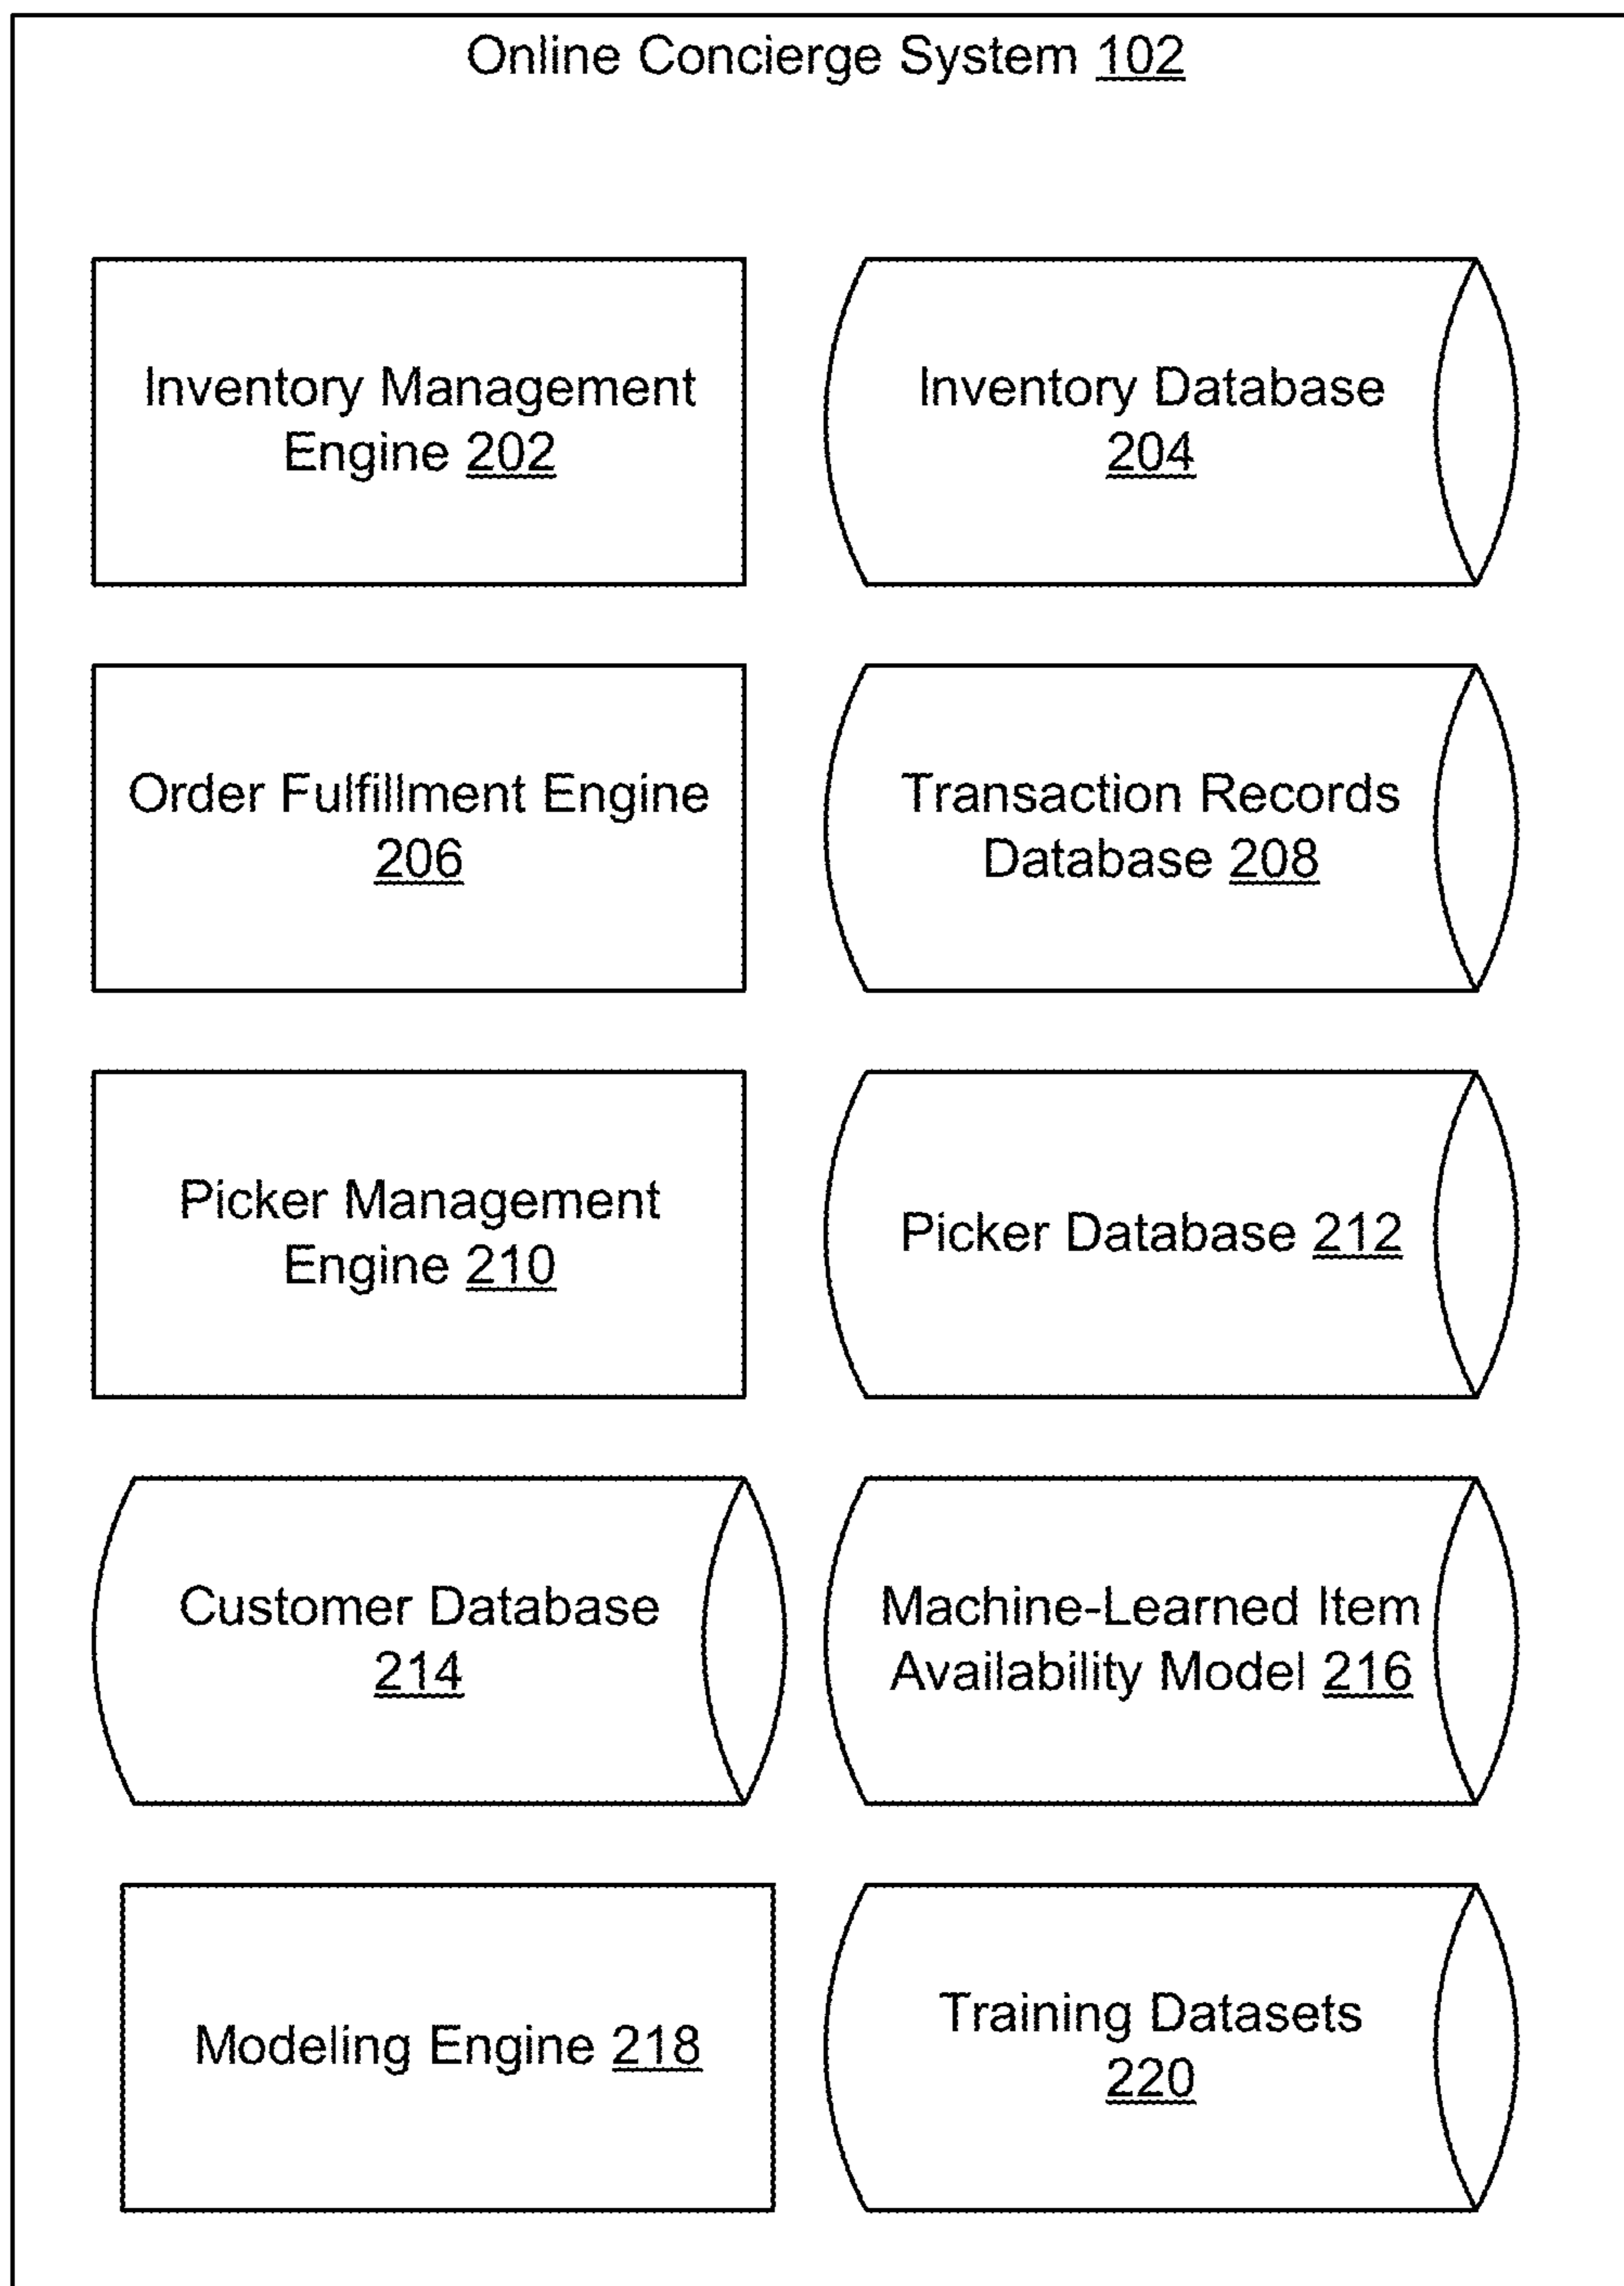 Online Concierge System 102
Inventory Management
Engine 202
Inventory Database
204
Order Fulfillment Engine
206
Transaction Records
Database 208
Picker Management
Engine 210
Picker Database 212
Customer Database
214
Machine-Learned Item
Availability Model 216
Modeling Engine 218
Training Datasets
220